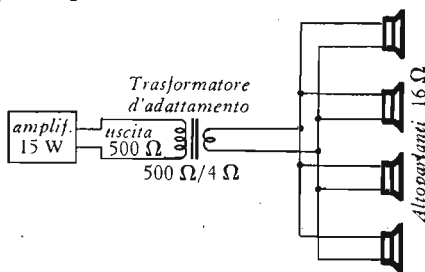 Trasformatore
d'adattamento
amplif.
15 W
uscita
500 Ω
500 Ω/4 Ω
Altoparlanti 16 Ω